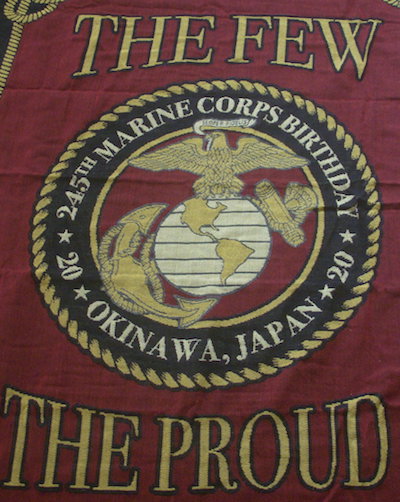 THE FEW
245TH MARINE CORPS BIRTHDAY
20 ★ OKINAWA, JAPAN ★ 20
THE PROUD